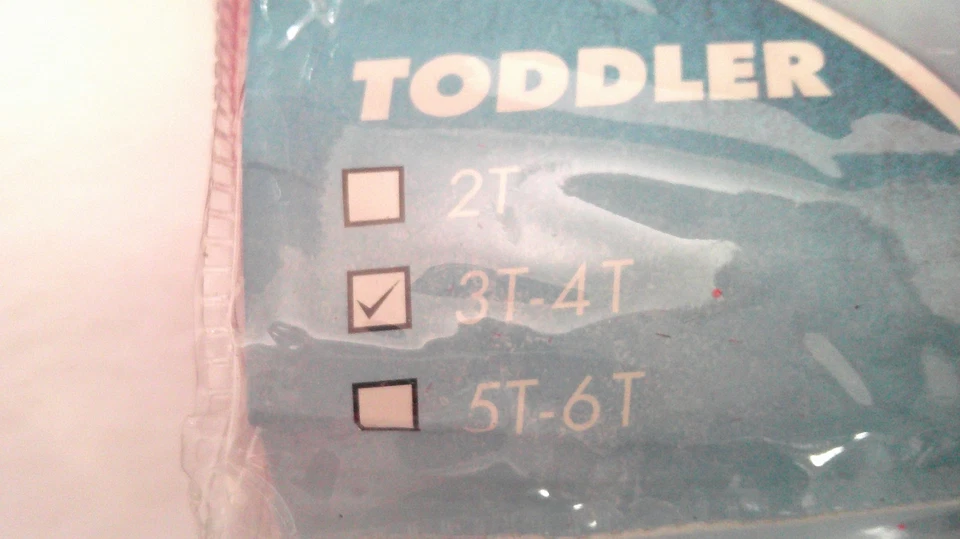 TODDLER
2T
3T-4T
5T-6T